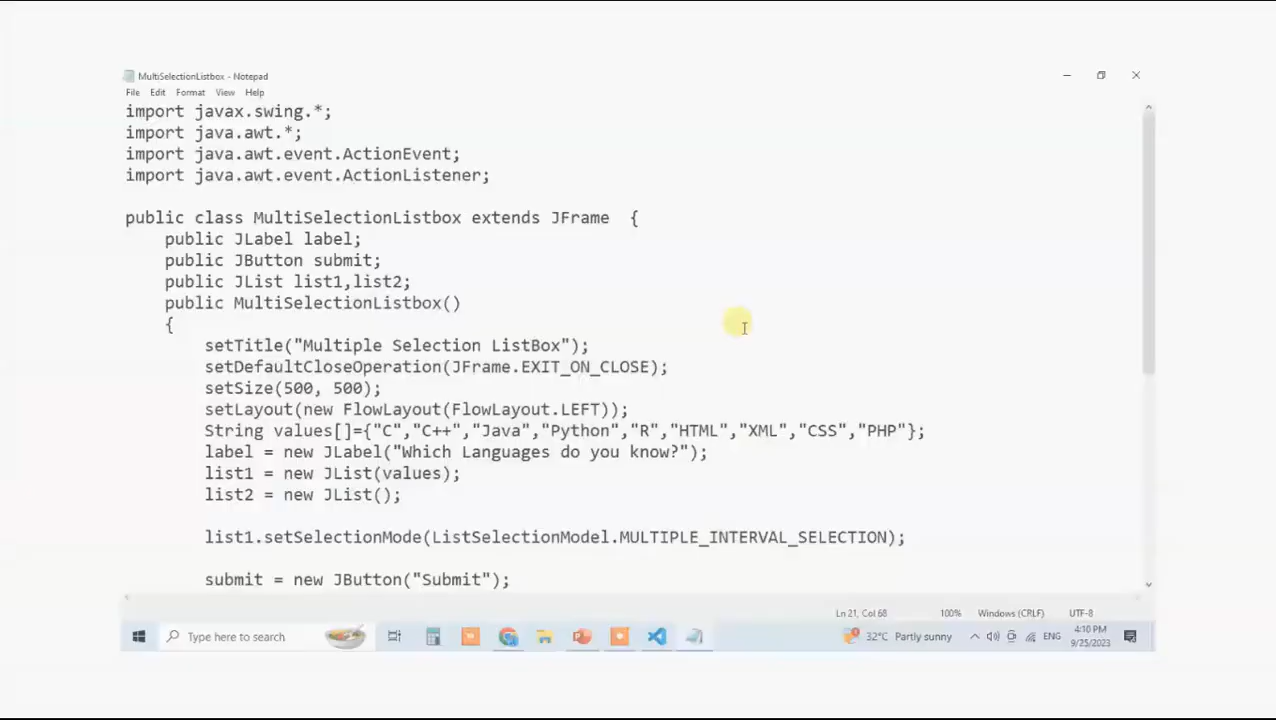 MultiSelectionListbox - Notepad
File Edit Format View Help
import javax.swing.*;
import java.awt.*;
import java.awt.event.ActionEvent;
import java.awt.event.ActionListener;
public class MultiSelectionListbox extends JFrame  {
    public JLabel label;
    public JButton submit;
    public JList list1,list2;
    public MultiSelectionListbox()
    {
        setTitle("Multiple Selection ListBox");
        setDefaultCloseOperation(JFrame.EXIT_ON_CLOSE);
        setSize(500, 500);
        setLayout(new FlowLayout(FlowLayout.LEFT));
        String values[]={"C","C++","Java","Python","R","HTML","XML","CSS","PHP"};
        label = new JLabel("Which Languages do you know?");
        list1 = new JList(values);
        list2 = new JList();
        list1.setSelectionMode(ListSelectionModel.MULTIPLE_INTERVAL_SELECTION);
        submit = new JButton("Submit");
Ln 21, Col 68 100% Windows (CRLF) UTF-8
Type here to search 32°C Partly sunny ENG 4:10 PM
9/25/2023